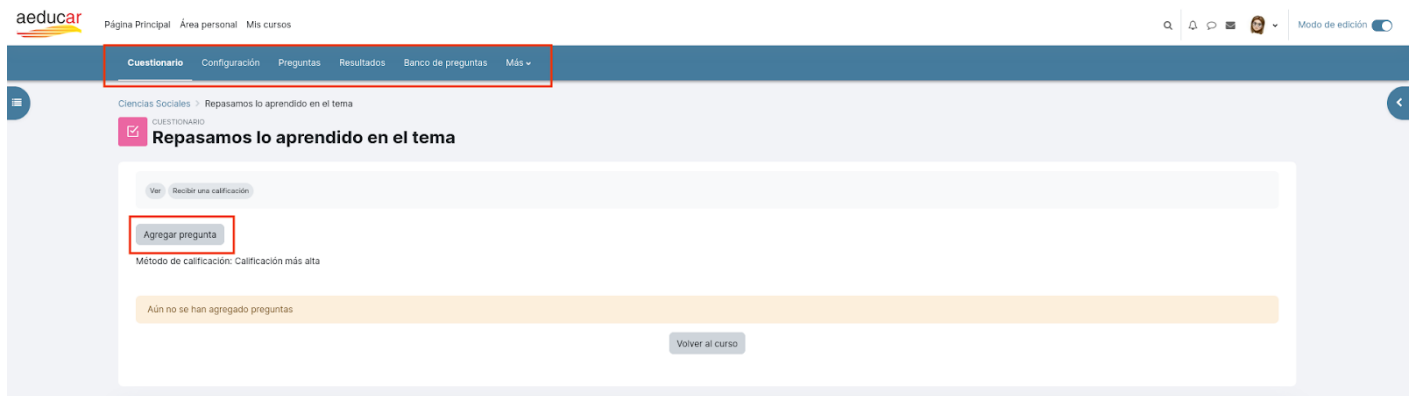 aeducar
Página Principal Área personal Mis cursos
Modo de edición
Cuestionario Configuración Preguntas Resultados Banco de preguntas Más
Ciencias Sociales > Repasamos lo aprendido en el tema
CUESTIONARIO
Repasamos lo aprendido en el tema
Ver Recibir una calificación
Agregar pregunta
Método de calificación: Calificación más alta
Aún no se han agregado preguntas
Volver al curso